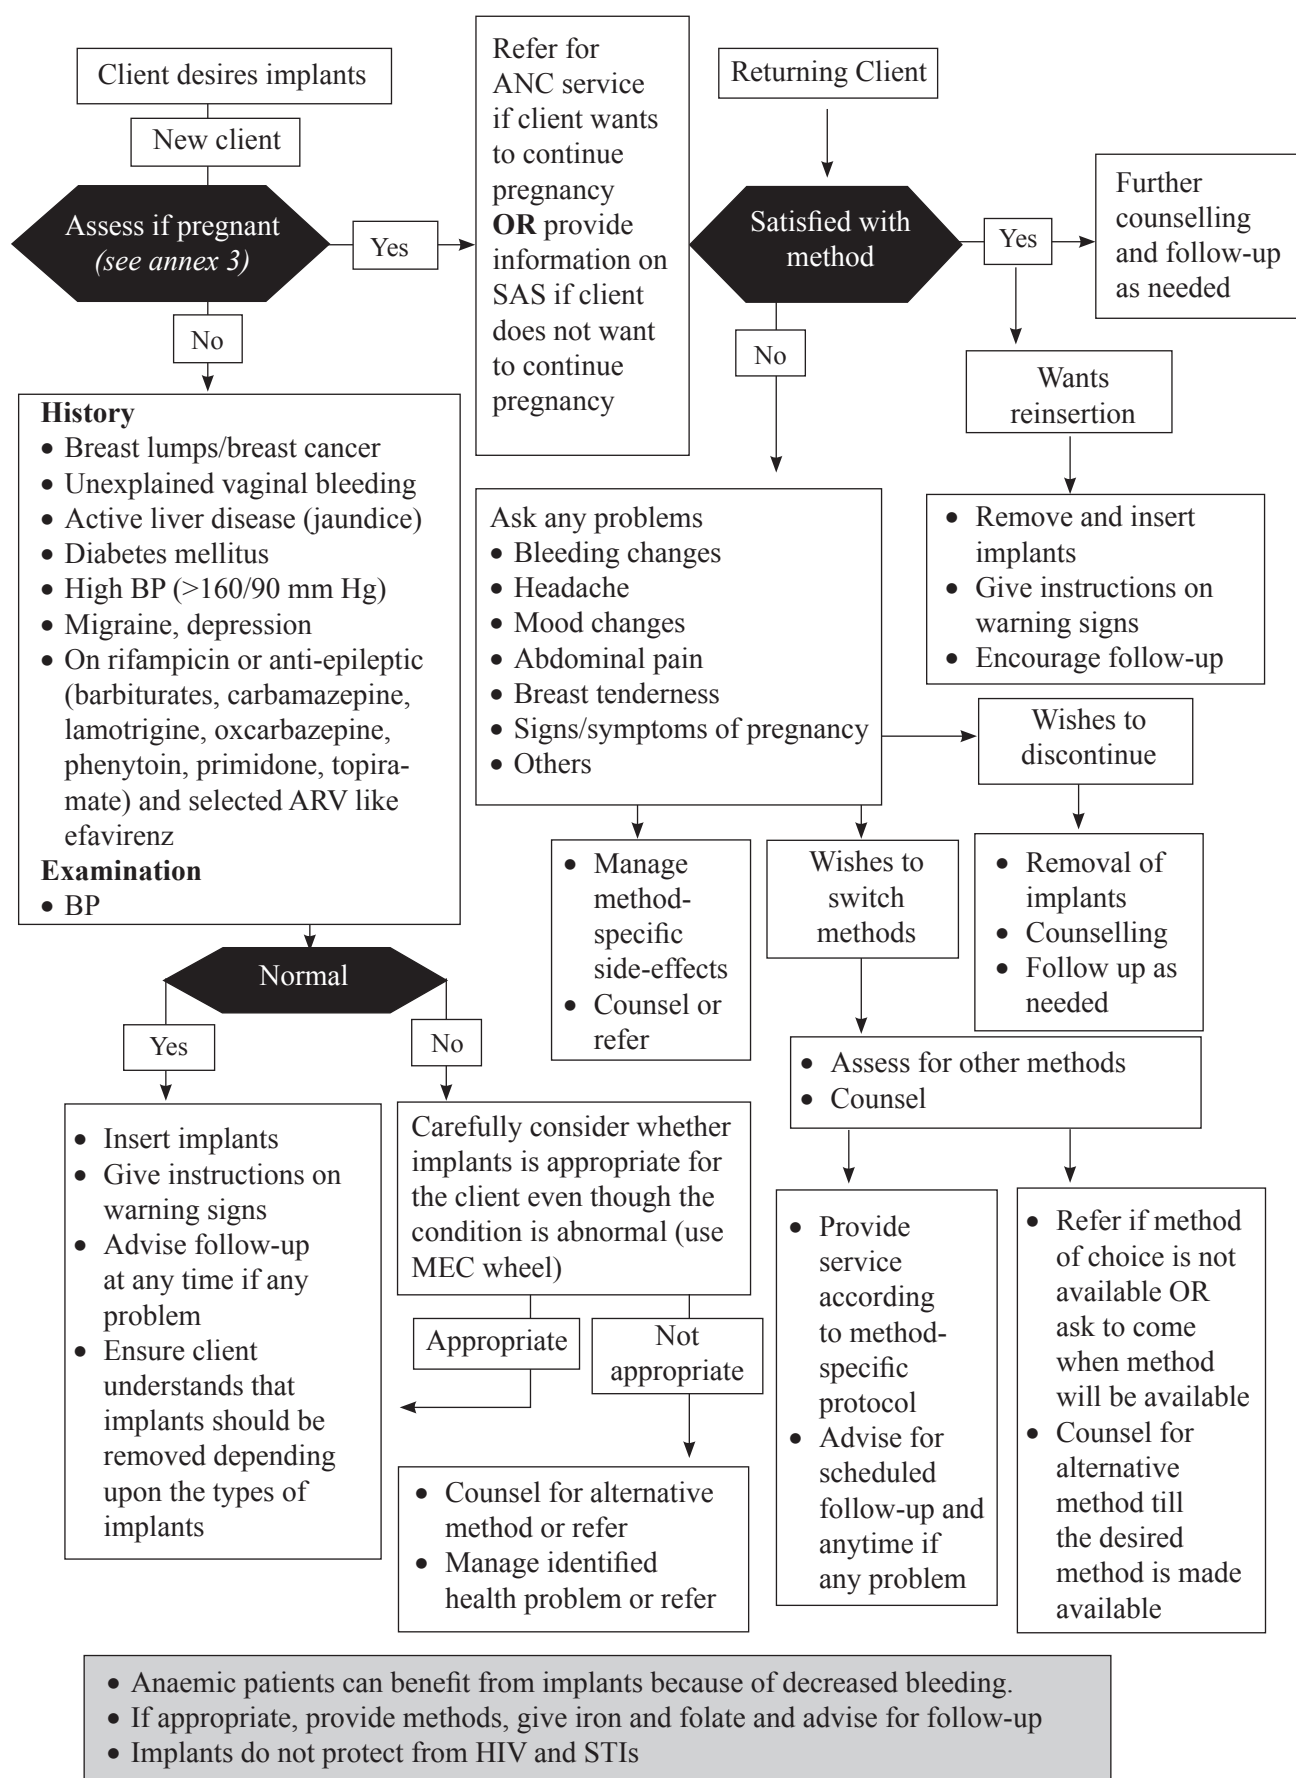 Client desires implants
New client
Assess if pregnant
(see annex 3)
Yes
Refer for
ANC service
if client wants
to continue
pregnancy
OR provide
information on
SAS if client
does not want
to continue
pregnancy
No
History
• Breast lumps/breast cancer
• Unexplained vaginal bleeding
• Active liver disease (jaundice)
• Diabetes mellitus
• High BP (>160/90 mm Hg)
• Migraine, depression
• On rifampicin or anti-epileptic
(barbiturates, carbamazepine,
lamotrigine, oxcarbazepine,
phenytoin, primidone, topira-
mate) and selected ARV like
efavirenz
Examination
• BP
Normal
Yes
No
• Insert implants
• Give instructions on
warning signs
• Advise follow-up
at any time if any
problem
• Ensure client
understands that
implants should be
removed depending
upon the types of
implants
Carefully consider whether
implants is appropriate for
the client even though the
condition is abnormal (use
MEC wheel)
Appropriate
Not
appropriate
• Counsel for alternative
method or refer
• Manage identified
health problem or refer
Returning Client
Satisfied with
method
Yes
Further
counselling
and follow-up
as needed
Wants
reinsertion
• Remove and insert
implants
• Give instructions on
warning signs
• Encourage follow-up
No
Ask any problems
• Bleeding changes
• Headache
• Mood changes
• Abdominal pain
• Breast tenderness
• Signs/symptoms of pregnancy
• Others
Wishes to
discontinue
• Removal of
implants
• Counselling
• Follow up as
needed
• Manage
method-
specific
side-effects
• Counsel or
refer
Wishes to
switch
methods
• Assess for other methods
• Counsel
• Provide
service
according
to method-
specific
protocol
• Advise for
scheduled
follow-up and
anytime if
any problem
• Refer if method
of choice is not
available OR
ask to come
when method
will be available
• Counsel for
alternative
method till
the desired
method is made
available
• Anaemic patients can benefit from implants because of decreased bleeding.
• If appropriate, provide methods, give iron and folate and advise for follow-up
• Implants do not protect from HIV and STIs